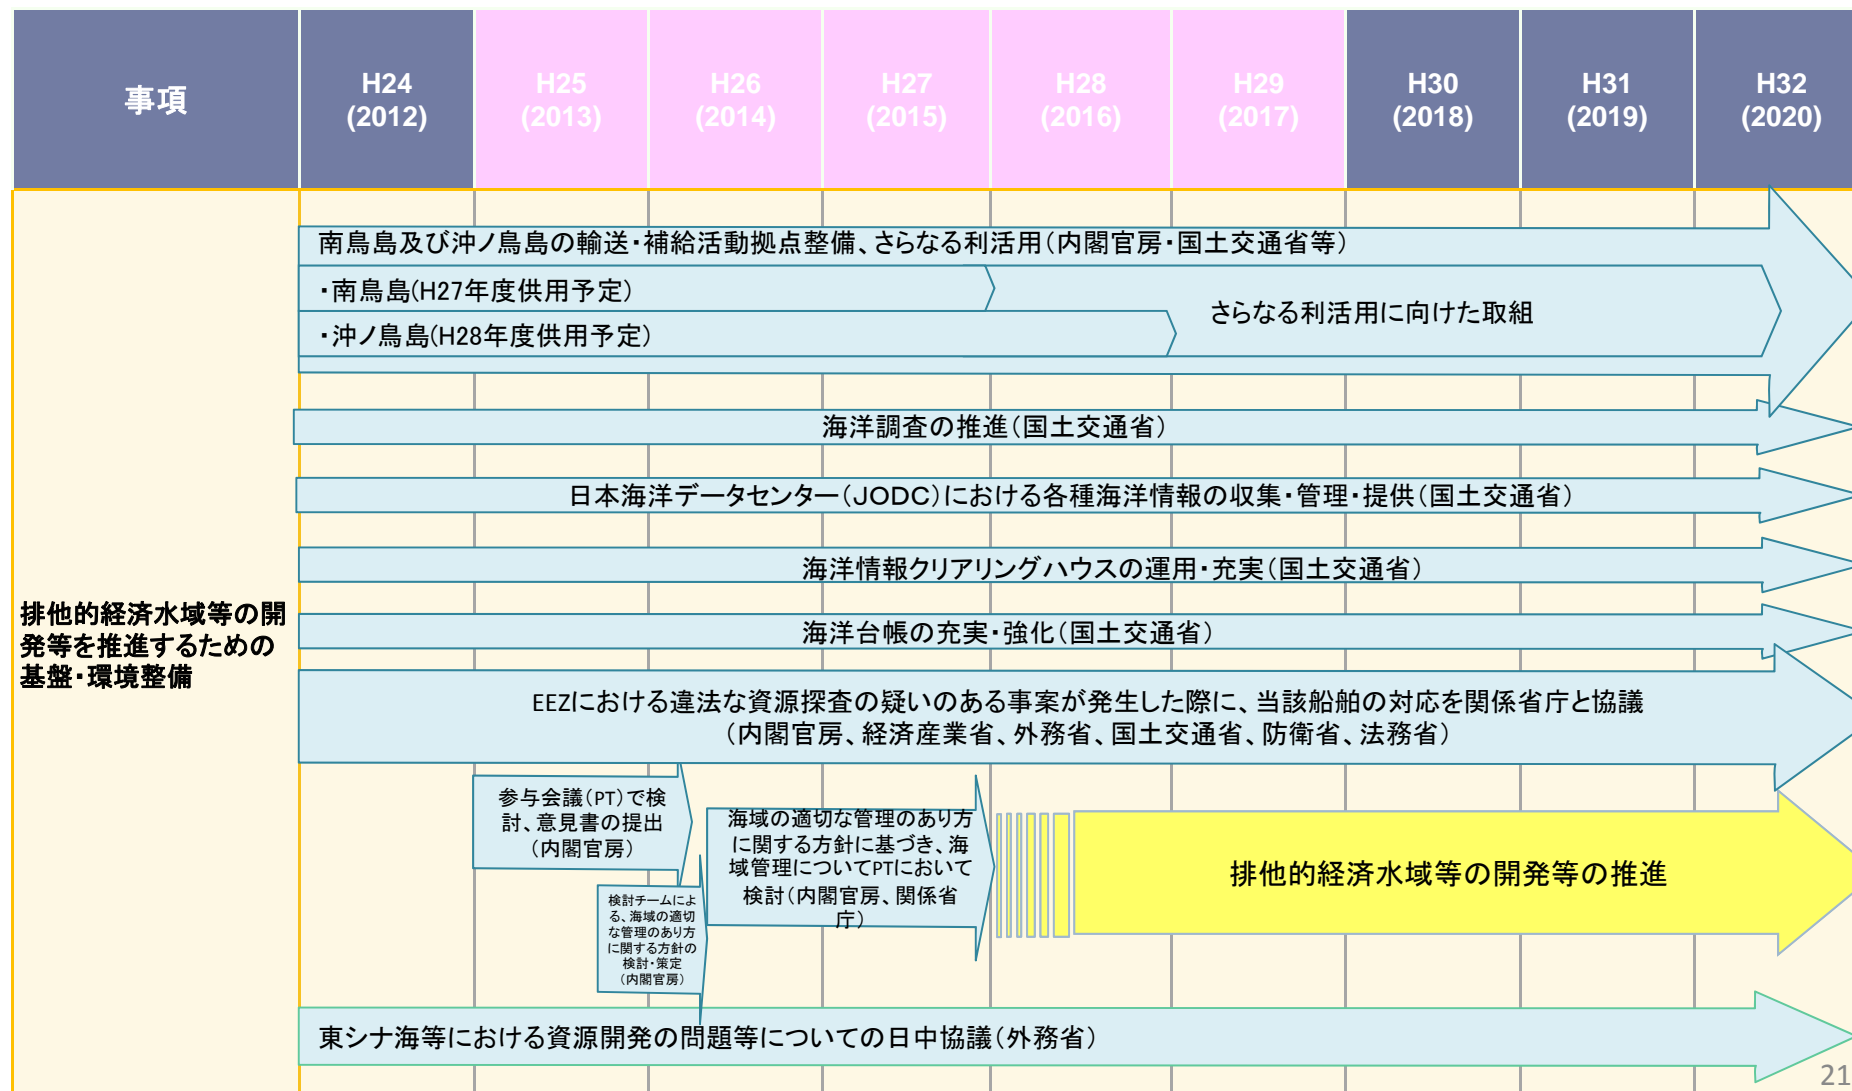 事項
H24
(2012)
H25
(2013)
H26
(2014)
H27
(2015)
H28
(2016)
H29
(2017)
H30
(2018)
H31
(2019)
H32
(2020)
排他的経済水域等の開
発等を推進するための
基盤・環境整備
南鳥島及び沖ノ鳥島の輸送・補給活動拠点整備、さらなる利活用（内閣官房・国土交通省等）
・南鳥島(H27年度供用予定)
・沖ノ鳥島(H28年度供用予定)
さらなる利活用に向けた取組
海洋調査の推進（国土交通省）
日本海洋データセンター（JODC）における各種海洋情報の収集・管理・提供（国土交通省）
海洋情報クリアリングハウスの運用・充実（国土交通省）
海洋台帳の充実・強化（国土交通省）
EEZにおける違法な資源探査の疑いのある事案が発生した際に、当該船舶の対応を関係省庁と協議
（内閣官房、経済産業省、外務省、国土交通省、防衛省、法務省）
参与会議（PT）で検
討、意見書の提出
（内閣官房）
検討チームによ
る、海域の適切
な管理のあり方
に関する方針の
検討・策定
（内閣官房）
海域の適切な管理のあり方
に関する方針に基づき、海
域管理についてPTにおいて
検討（内閣官房、関係省
庁）
排他的経済水域等の開発等の推進
東シナ海等における資源開発の問題等についての日中協議（外務省）
21